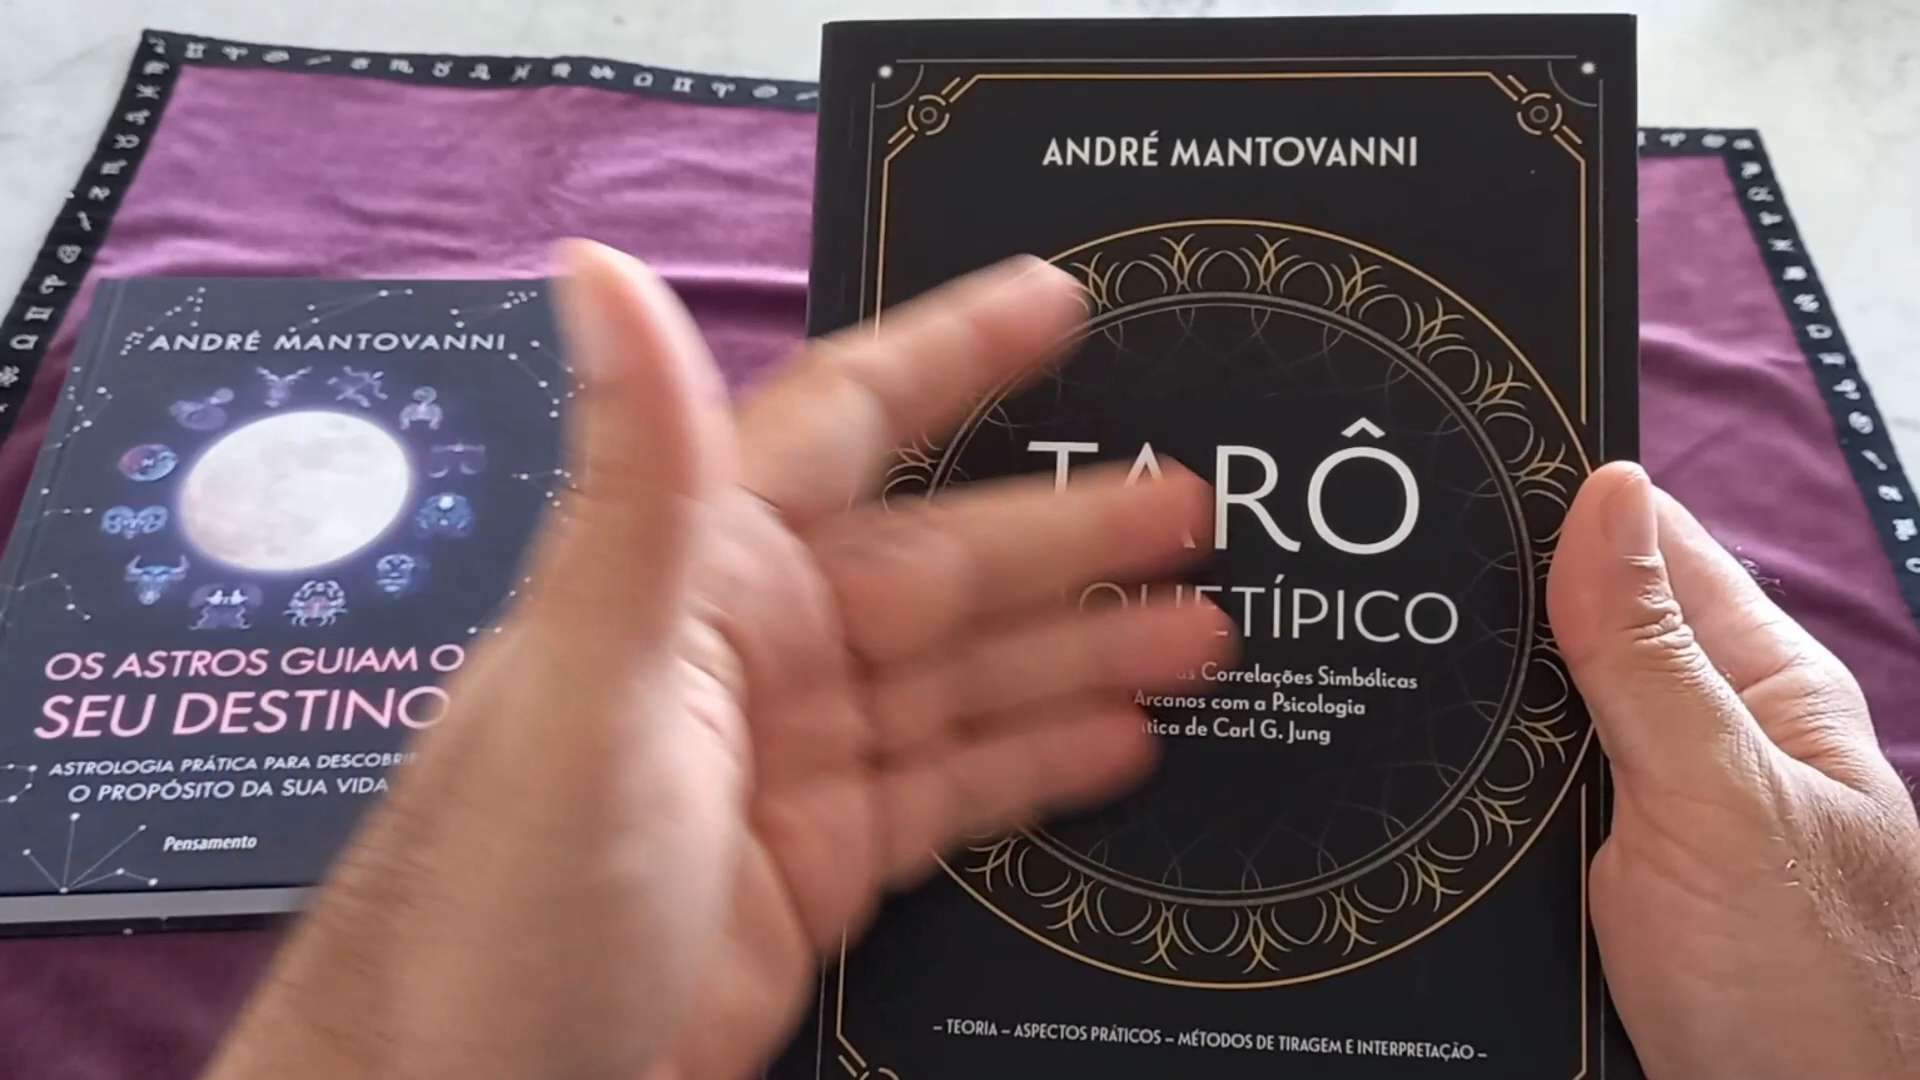 ANDRÉ MANTOVANNI
OS ASTROS GUIAM O
SEU DESTINO
ASTROLOGIA PRÁTICA PARA DESCOBRIR
O PROPÓSITO DA SUA VIDA
Pensamento
ANDRÉ MANTOVANNI
TARÔ
Correlações Simbólicas
Arcanos com a Psicologia
de Carl G. Jung
– TEORIA – ASPECTOS PRÁTICOS – MÉTODOS DE TIRAGEM E INTERPRETAÇÃO –